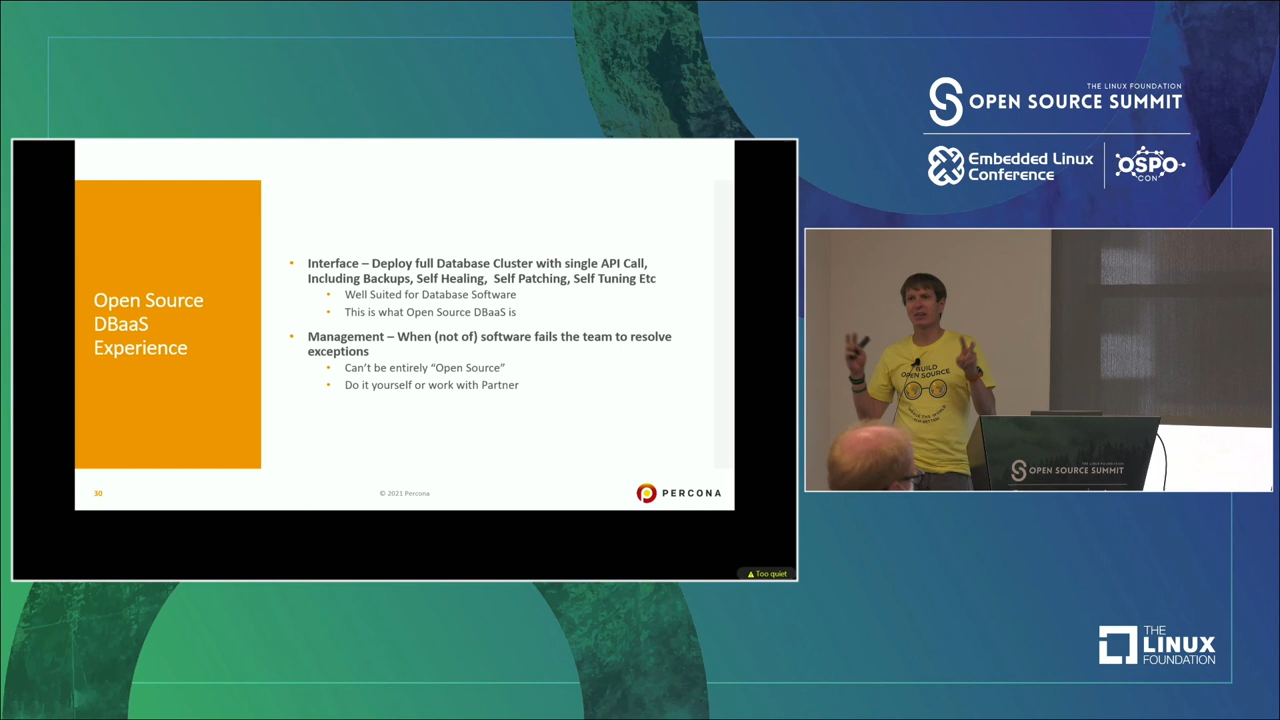 THE LINUX FOUNDATION
OPEN SOURCE SUMMIT
Embedded Linux
Conference
OSPO
CON
Open Source
DBaaS
Experience
• Interface – Deploy full Database Cluster with single API Call,
Including Backups, Self Healing, Self Patching, Self Tuning Etc
• Well Suited for Database Software
• This is what Open Source DBaaS is
• Management – When (not of) software fails the team to resolve
exceptions
• Can't be entirely “Open Source”
• Do it yourself or work with Partner
30
© 2021 Percona
PERCONA
Too quiet
BUILD
OPEN SOURCE
OPEN SOURCE SUMMIT
THE
LINUX
FOUNDATION